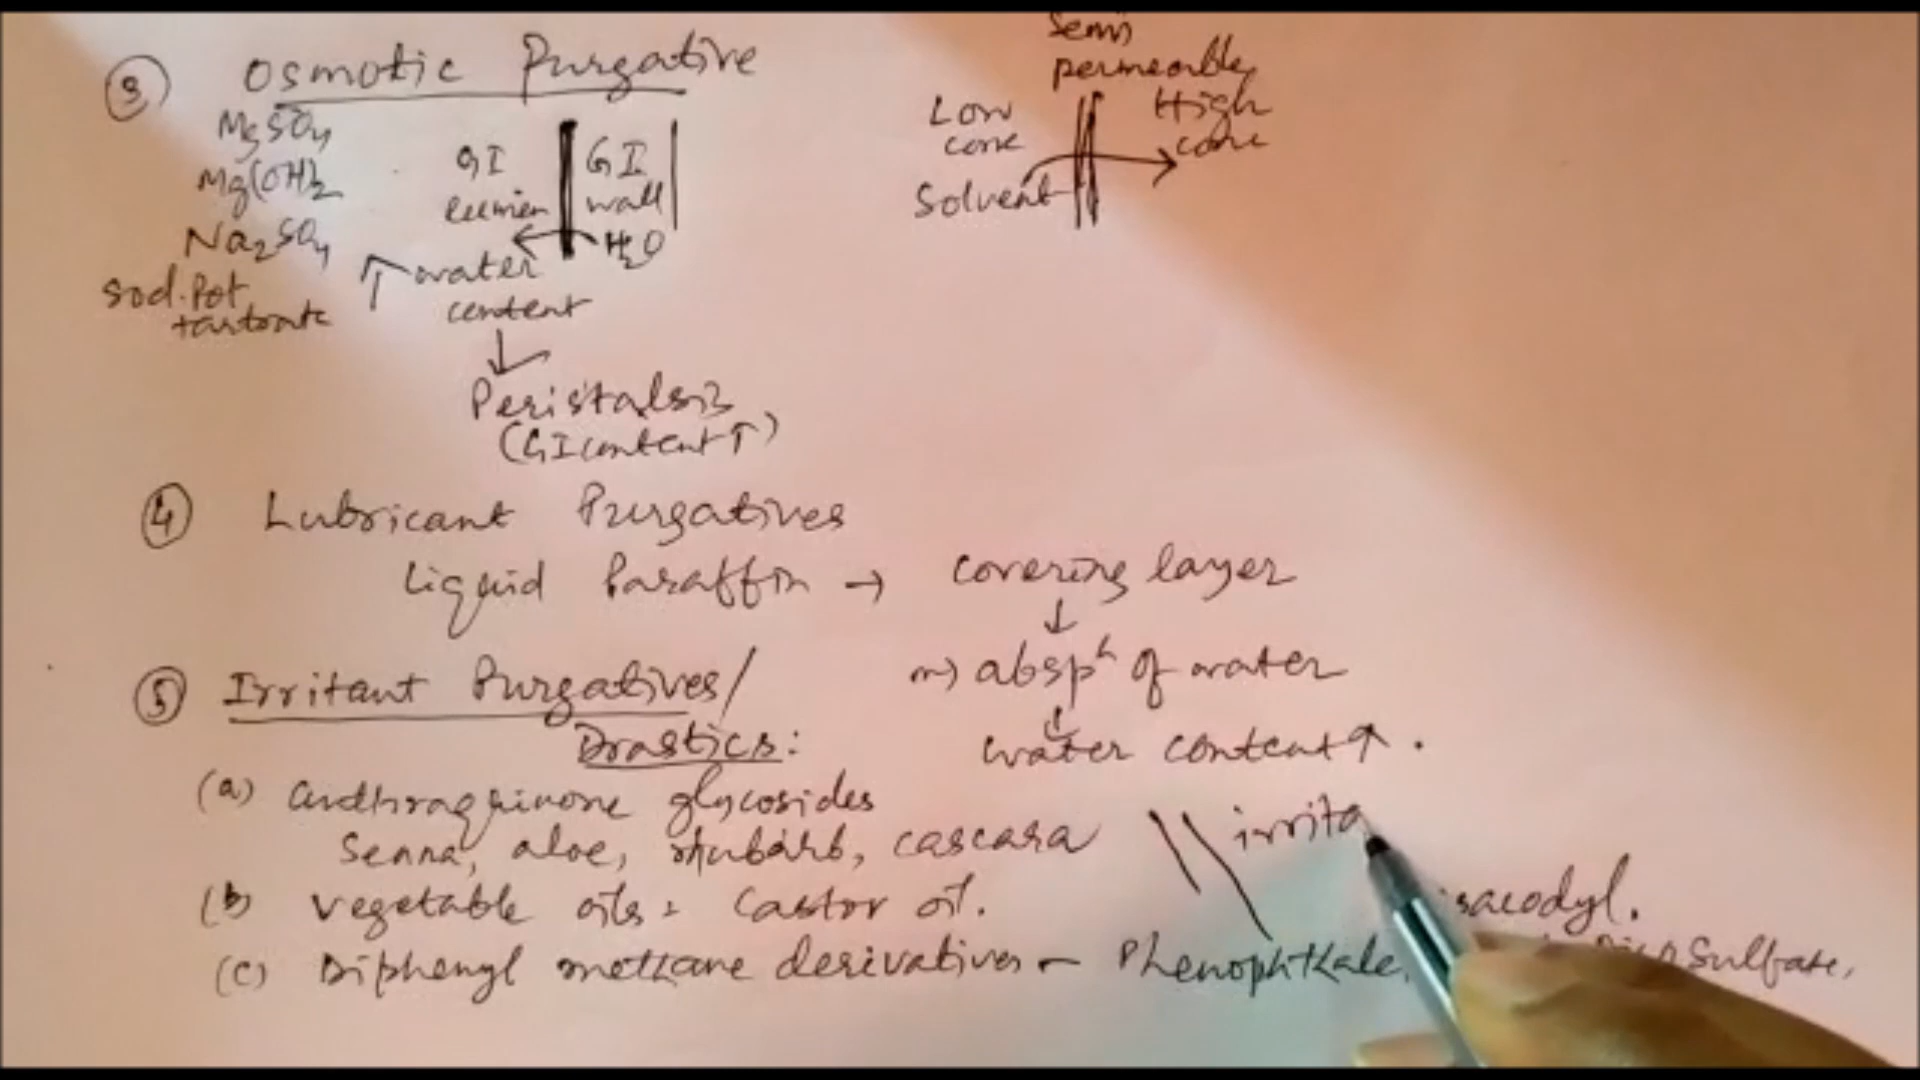 ③ Osmotic Purgative
MgSO4
Mg(OH)2
Na2SO4
Sod. Pot
tartrate
GI
lumen
GI
wall
H2O
↑ water
content
↓
Peristalsis
(GI content ↑)
Semi
permeable
Low
conc
High
conc
Solvent
④ Lubricant Purgatives
Liquid Paraffin → covering layer
↓
of water
↓
water content ↑.
⑤ Irritant Purgatives/
Drastics:
(a) anthraquinone glycosides
Senna, aloe, rhubarb, cascara
(b) vegetable oils: Castor oil.
(c) Diphenyl methane derivatives - Phenophthale
irrita
sacodyl.
Sulfate,